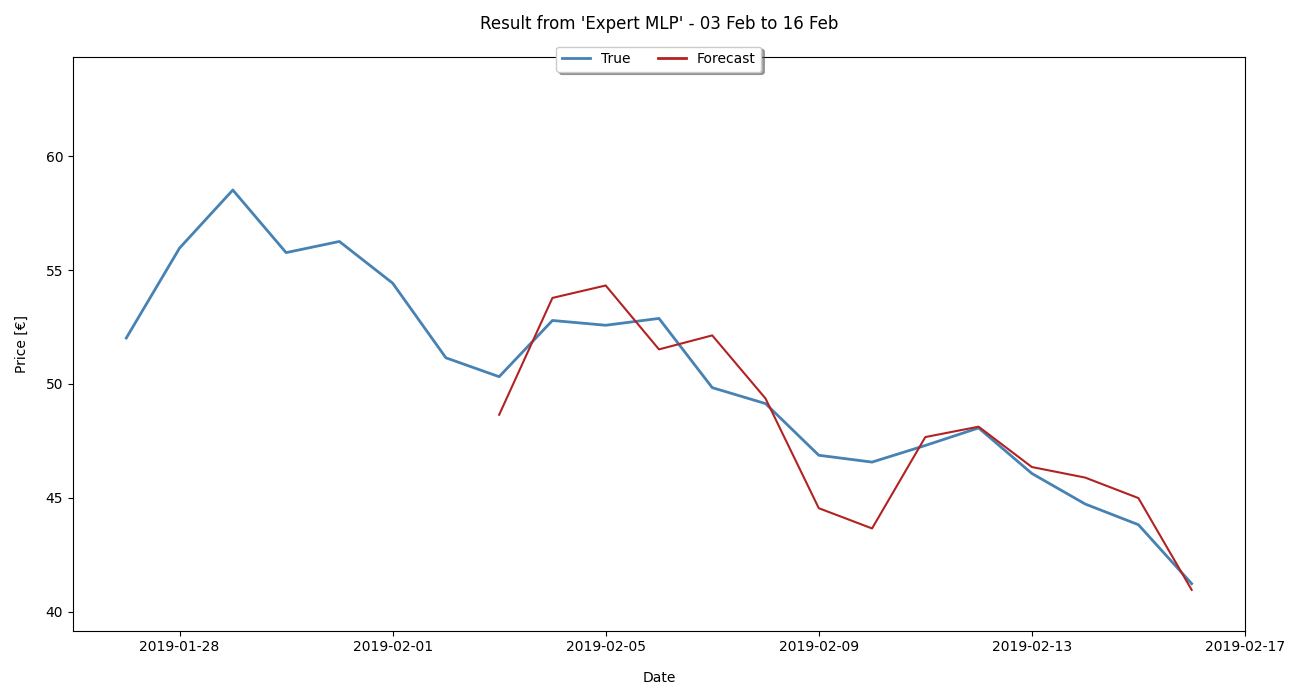 Result from 'Expert MLP' - 03 Feb to 16 Feb
True Forecast
60
55
50
45
40
Price [€]
2019-01-28 2019-02-01 2019-02-05 2019-02-09 2019-02-13 2019-02-17
Date